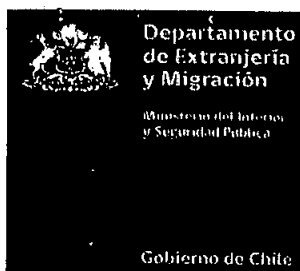 Departamento
de Extranjería
y Migración
Ministerio del Interior
y Seguridad Pública
Gobierno de Chile